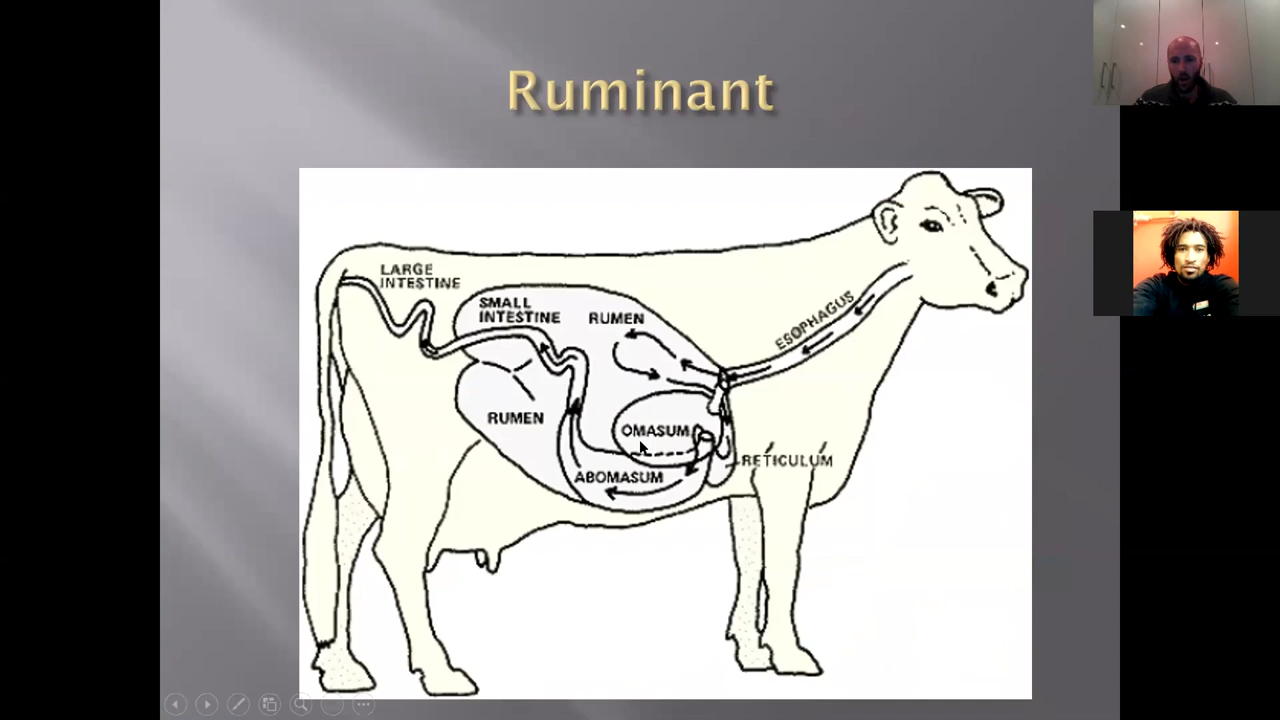 Ruminant
LARGE
INTESTINE
SMALL
INTESTINE
RUMEN
ESOPHAGUS
RUMEN
OMASUM
ABOMASUM
RETICULUM